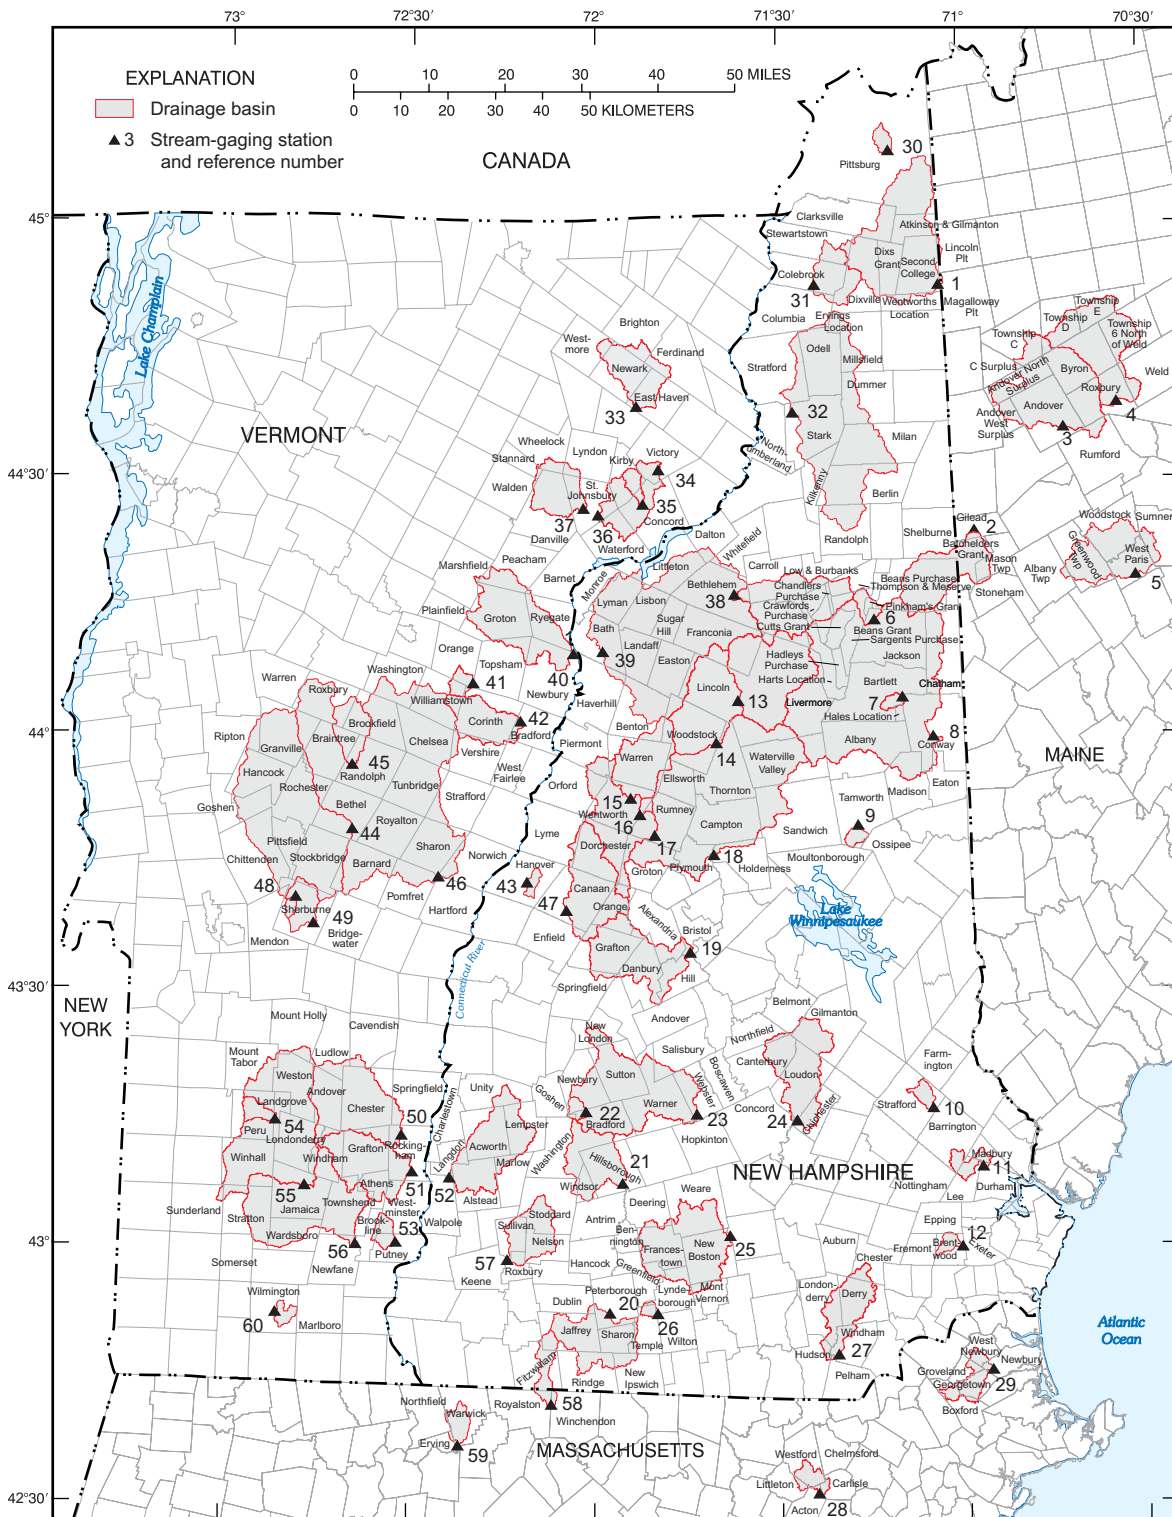 73°
72°30′
72°
71°30′
71°
70°30′
EXPLANATION
Drainage basin
3 Stream-gaging station
and reference number
0 10 20 30 40 50 MILES
0 10 20 30 40 50 KILOMETERS
CANADA
30
Pittsburg
45°
Clarksville
Stewartstown
Atkinson & Gilmanton
Lincoln
Plt
Dixs
Grant
Second
College
Colebrook
31
1
Dixville
Wentworths
Location
Magalloway
Plt
Columbia
Ervings
Location
Lake Champlain
Township
E
Township
D
Township
6 North
of Weld
Township
C
C Surplus
Andover North
Surplus
Byron
Weld
Roxbury
4
Andover
Andover
West
Surplus
3
Rumford
Brighton
West-
more
Ferdinand
Newark
East Haven
33
Odell
Millsfield
Stratford
Dummer
32
Stark
Milan
North-
umberland
Kilkenny
Berlin
Randolph
VERMONT
44°30′
Wheelock
Stannard
Lyndon
Kirby
Victory
34
Walden
St.
Johnsbury
35
Concord
37
36
Danville
Waterford
Dalton
Whitefield
Peacham
Marshfield
Barnet
Monroe
Littleton
Shelburne
Gilead
2
Batchelders
Grant
Mason
Twp
Stoneham
Albany
Twp
Woodstock
Sumner
Greenwood
Twp
West
Paris
5
Carroll
Low & Burbanks
Bethlehem
38
Chandlers
Purchase
Crawfords
Purchase
Cutts Grant
Beans Purchase
Thompson & Meserve
Pinkham's Grant
6
Beans Grant
Sargents Purchase
Jackson
Lyman
Lisbon
Sugar
Hill
Franconia
Bath
Landaff
Easton
39
Plainfield
Groton
Ryegate
40
Hadleys
Purchase
Harts Location
Lincoln
13
Livermore
Bartlett
Chatham
7
Hales Location
8
Conway
Albany
Orange
Topsham
41
Newbury
Haverhill
Washington
Warren
Roxbury
Williamstown
Corinth
42
Bradford
Brookfield
Braintree
Chelsea
Vershire
West
Fairlee
Piermont
Benton
44°
Ripton
Granville
45
Randolph
Hancock
Rochester
Tunbridge
Strafford
Orford
Warren
Woodstock
14
Waterville
Valley
Ellsworth
Thornton
Eaton
Madison
Tamworth
9
MAINE
Goshen
Bethel
44
Royalton
Pittsfield
Chittenden
Stockbridge
Barnard
Sharon
15
Wentworth
16
Rumney
Campton
17
18
Plymouth
Holderness
Sandwich
Ossipee
Moultonborough
Lyme
Dorchester
Norwich
Hanover
43
46
Pomfret
Hartford
48
Sherburne
49
Bridge-
water
Mendon
Canaan
Groton
47
Orange
Alexandria
Bristol
19
Lake
Winnipesaukee
Enfield
Grafton
Danbury
Hill
Springfield
Connecticut River
43°30′
NEW
YORK
Mount Holly
Cavendish
Andover
Belmont
Gilmanton
New
London
Northfield
Canterbury
Mount
Tabor
Ludlow
Weston
Andover
Springfield
Landgrove
Chester
Salisbury
Unity
Newbury
Sutton
Boscawen
Loudon
Farm-
ington
Charlestown
Goshen
Webster
Warner
23
Concord
Strafford
10
Barrington
Peru
54
50
Londonderry
Rocking-
ham
Lempster
22
Bradford
Hopkinton
24
Chichester
Grafton
Langdon
Acworth
Marlow
Washington
Winhall
Windham
Athens
51
52
Alstead
Hillsborough
Windsor
21
NEW HAMPSHIRE
Madbury
11
Durham
Nottingham
Lee
55
Jamaica
Townshend
West-
minster
Sunderland
Stratton
Brook-
line
53
Walpole
Wardsboro
56
Putney
Newfane
Somerset
Stoddard
Sullivan
Nelson
Antrim
Deering
Weare
Ben-
nington
Frances-
town
New
Boston
25
Auburn
Chester
Epping
Fremont
Brent-
wood
12
Exeter
43°
57
Roxbury
Keene
Hancock
Greenfield
Mont
Vernon
Lynde-
borough
Peterborough
20
Dublin
26
Jaffrey
Sharon
Temple
Wilton
London-
derry
Derry
Windham
Hudson
27
Pelham
Wilmington
60
Marlboro
Fitzwilliam
Rindge
New
Ipswich
West
Newbury
Newbury
Groveland
Georgetown
29
Boxford
Atlantic
Ocean
Northfield
Warwick
Royalston
58
Winchendon
Erving
59
MASSACHUSETTS
Westford
Chelmsford
Littleton
Carlisle
Acton
28
42°30′